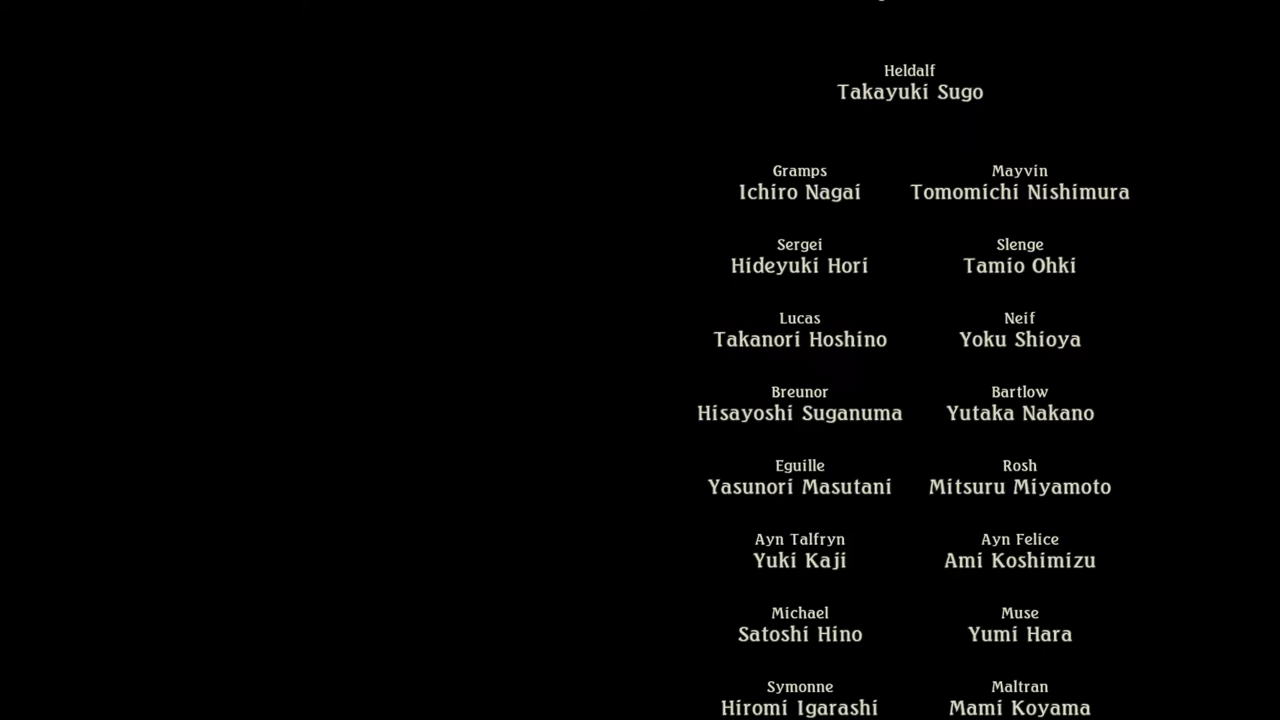 Heldalf
Takayuki Sugo
Gramps Mayvin
Ichiro Nagai Tomomichi Nishimura
Sergei Slenge
Hideyuki Hori Tamio Ohki
Lucas Neif
Takanori Hoshino Yoku Shioya
Breunor Bartlow
Hisayoshi Suganuma Yutaka Nakano
Eguille Rosh
Yasunori Masutani Mitsuru Miyamoto
Ayn Talfryn Ayn Felice
Yuki Kaji Ami Koshimizu
Michael Muse
Satoshi Hino Yumi Hara
Symonne Maltran
Hiromi Igarashi Mami Koyama